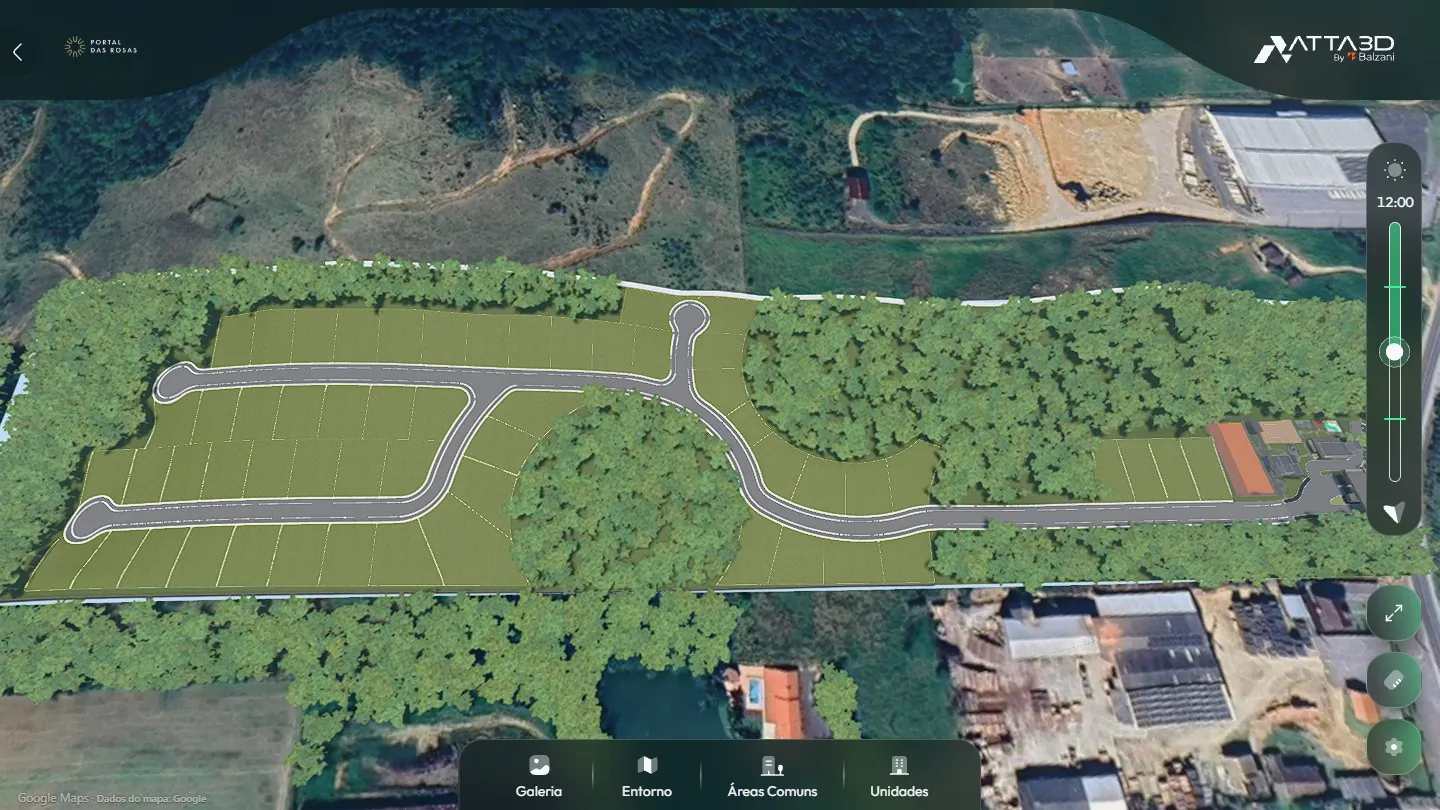 PORTAL
DAS ROSAS
ATTA3D
By Balzani
12:00
Galeria
Entorno
Áreas Comuns
Unidades
Google Maps - Dados do mapa: Google